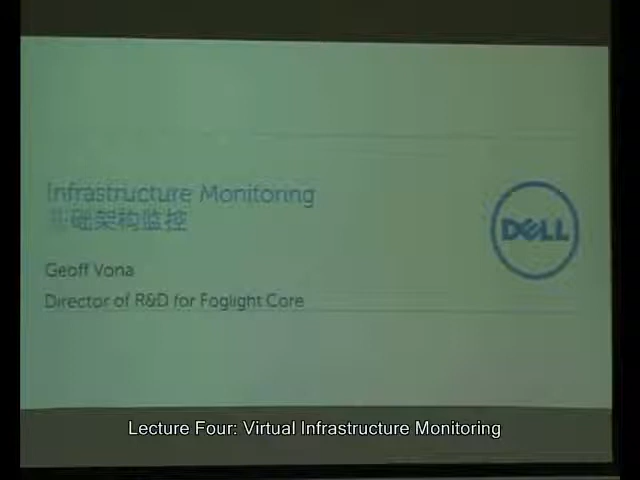 Infrastructure Monitoring
基础架构监控
DELL
Geoff Vona
Director of R&D for Foglight Core
Lecture Four: Virtual Infrastructure Monitoring